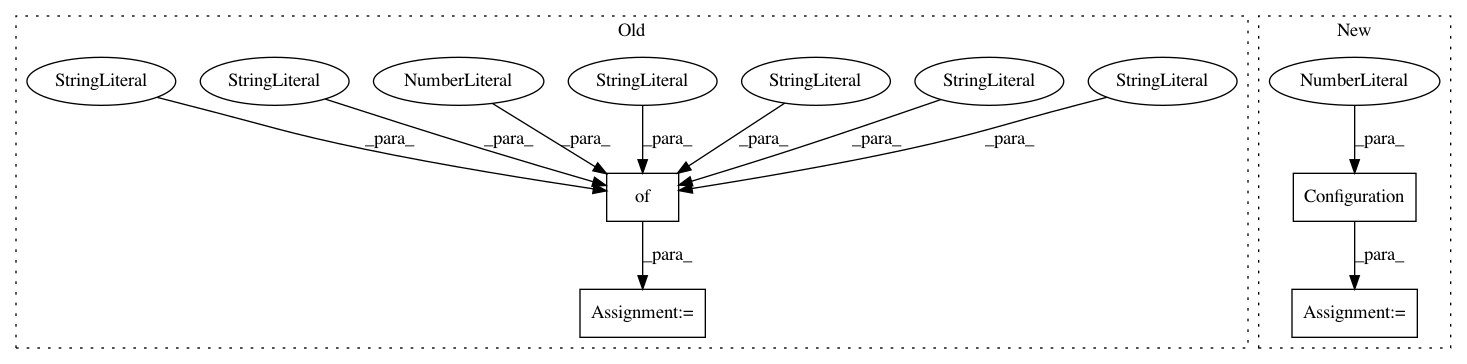 Old
New
StringLiteral
StringLiteral
NumberLiteral
StringLiteral
StringLiteral
StringLiteral
StringLiteral
NumberLiteral
_para_
_para_
_para_
_para_
_para_
_para_
_para_
_para_
of
Configuration
_para_
_para_
Assignment:=
Assignment:=